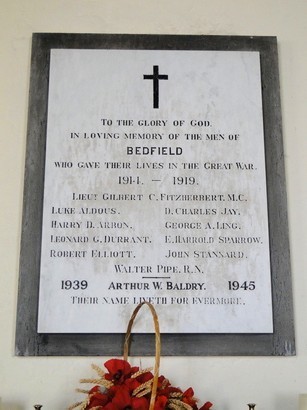 TO THE GLORY OF GOD,
IN LOVING MEMORY OF THE MEN OF
BEDFIELD
WHO GAVE THEIR LIVES IN THE GREAT WAR.
1914. — 1919.
LIEUT GILBERT C. FITZHERBERT, M.C.
LUKE ALDOUS. D. CHARLES JAY.
HARRY D. ARBON. GEORGE A. LING.
LEONARD G. DURRANT. E. HARROLD SPARROW.
ROBERT ELLIOTT. JOHN STANNARD.
WALTER PIPE, R.N.
1939 ARTHUR W. BALDRY. 1945
THEIR NAME LIVETH FOR EVERMORE.